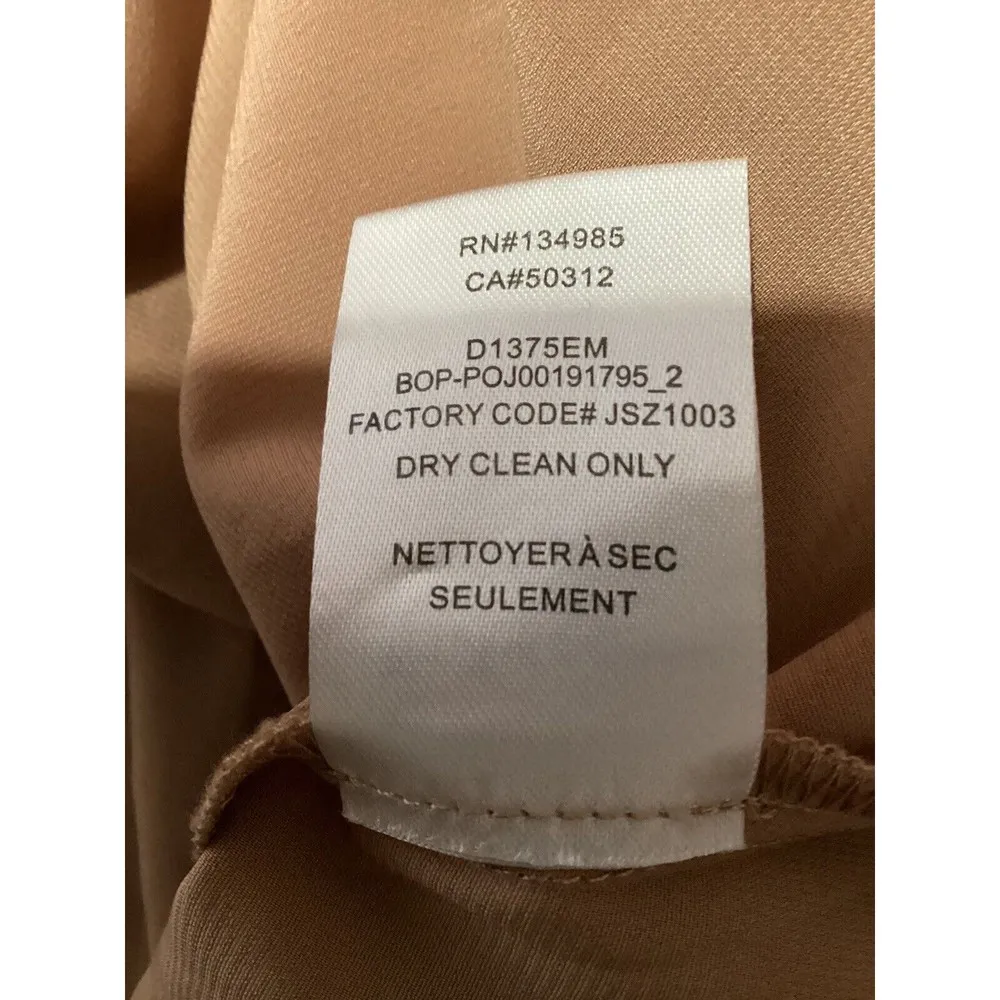 RN#134985
CA#50312
D1375EM
BOP-POJ00191795_2
FACTORY CODE# JSZ1003
DRY CLEAN ONLY
NETTOYER À SEC
SEULEMENT